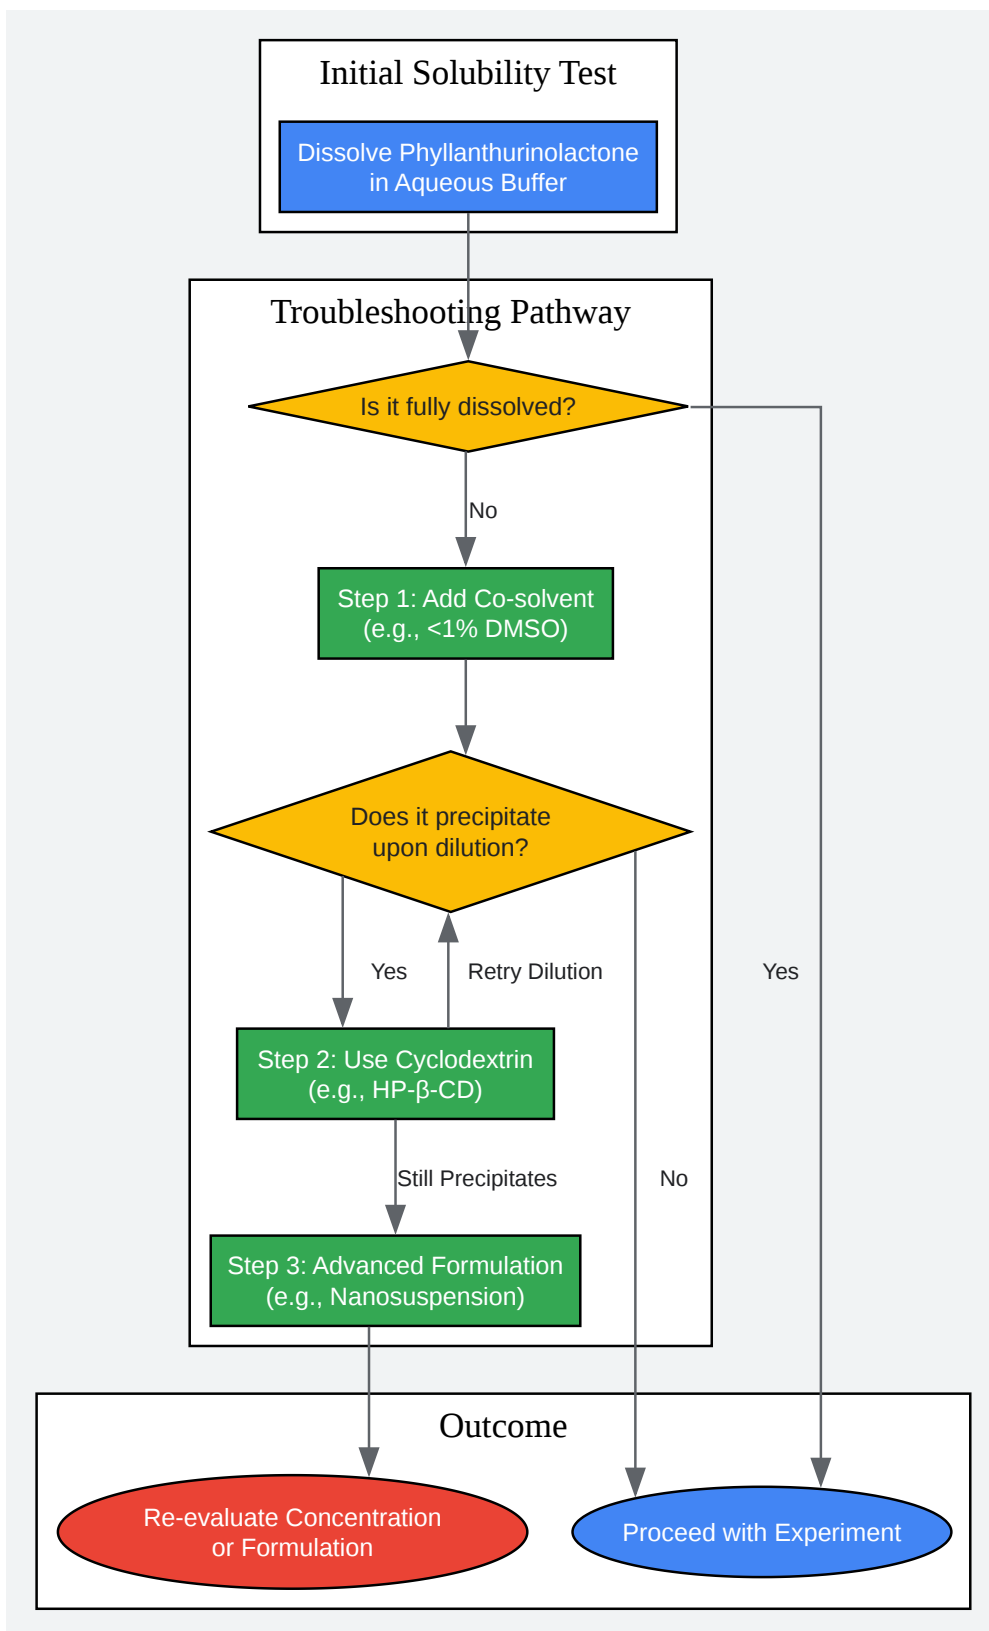 Initial Solubility Test
Dissolve Phyllanthurinolactone
in Aqueous Buffer
Troubleshooting Pathway
Is it fully dissolved?
No
Step 1: Add Co-solvent
(e.g., <1% DMSO)
Does it precipitate
upon dilution?
Yes
Retry Dilution
Yes
Step 2: Use Cyclodextrin
(e.g., HP-β-CD)
Still Precipitates
No
Step 3: Advanced Formulation
(e.g., Nanosuspension)
Outcome
Re-evaluate Concentration
or Formulation
Proceed with Experiment